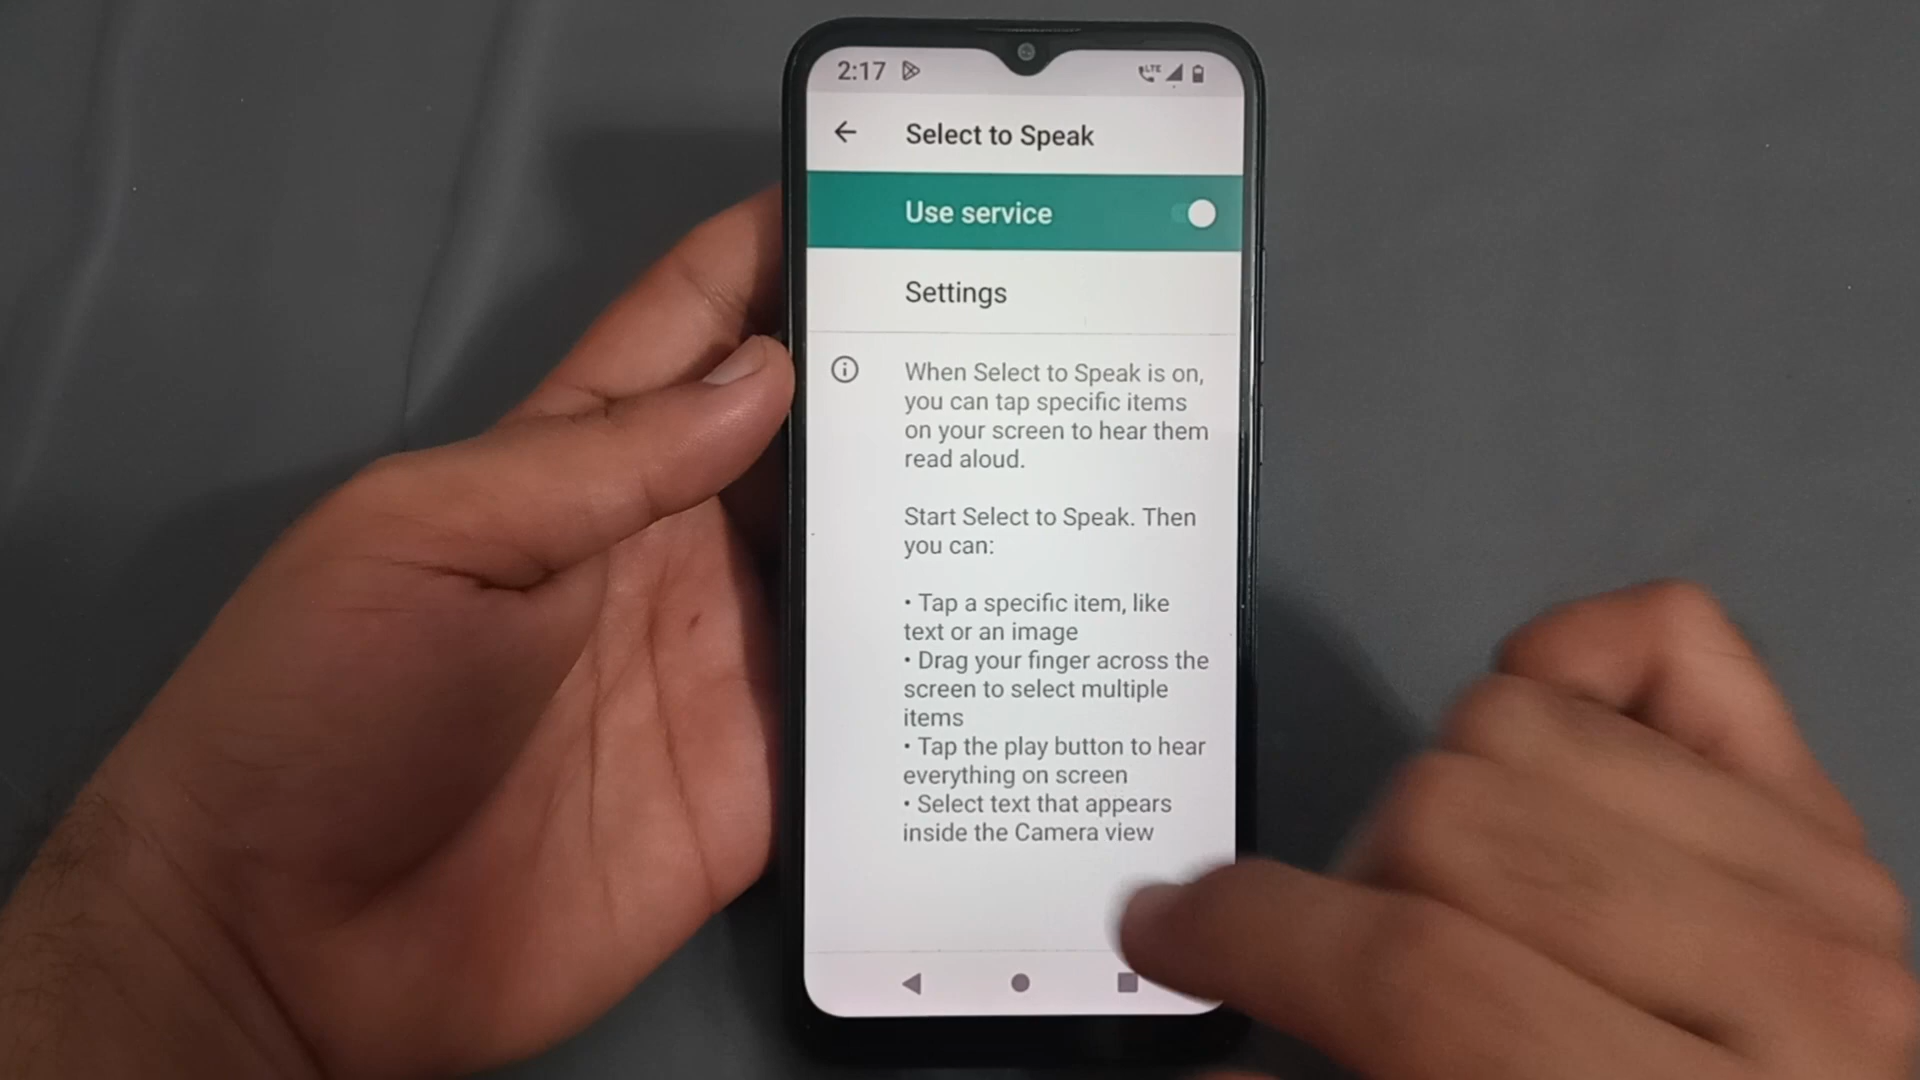 2:17
LTE
Select to Speak
Use service
Settings
When Select to Speak is on,
you can tap specific items
on your screen to hear them
read aloud.
Start Select to Speak. Then
you can:
• Tap a specific item, like
text or an image
• Drag your finger across the
screen to select multiple
items
• Tap the play button to hear
everything on screen
• Select text that appears
inside the Camera view